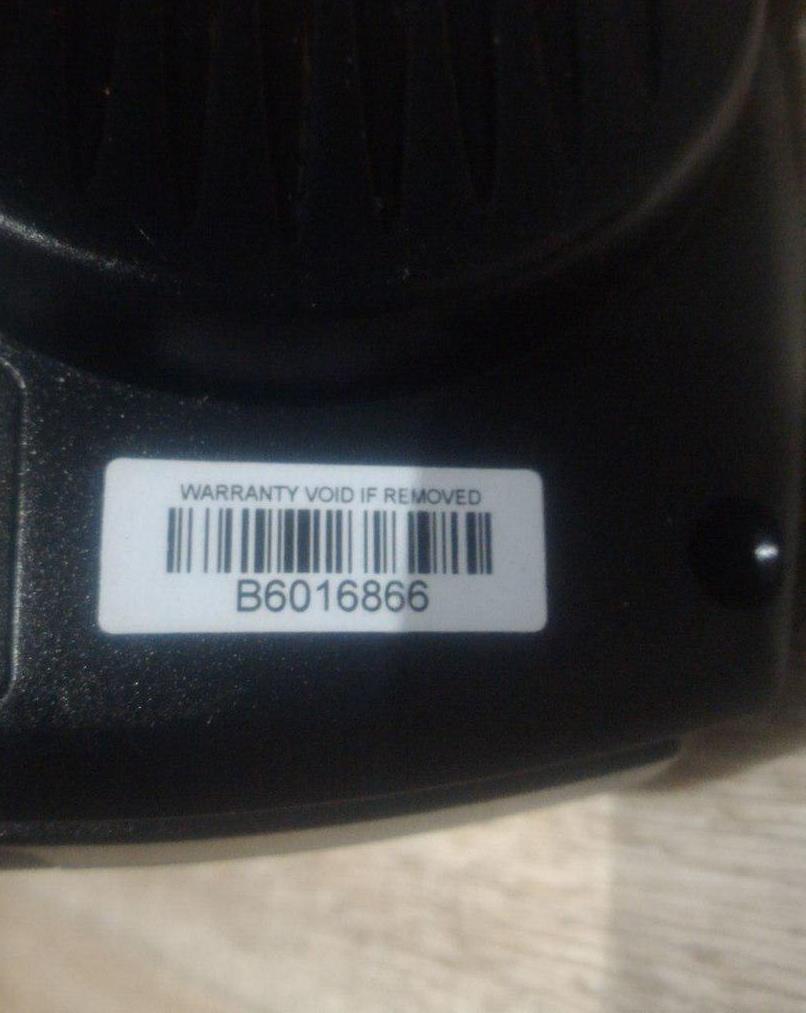 WARRANTY VOID IF REMOVED
B6016866